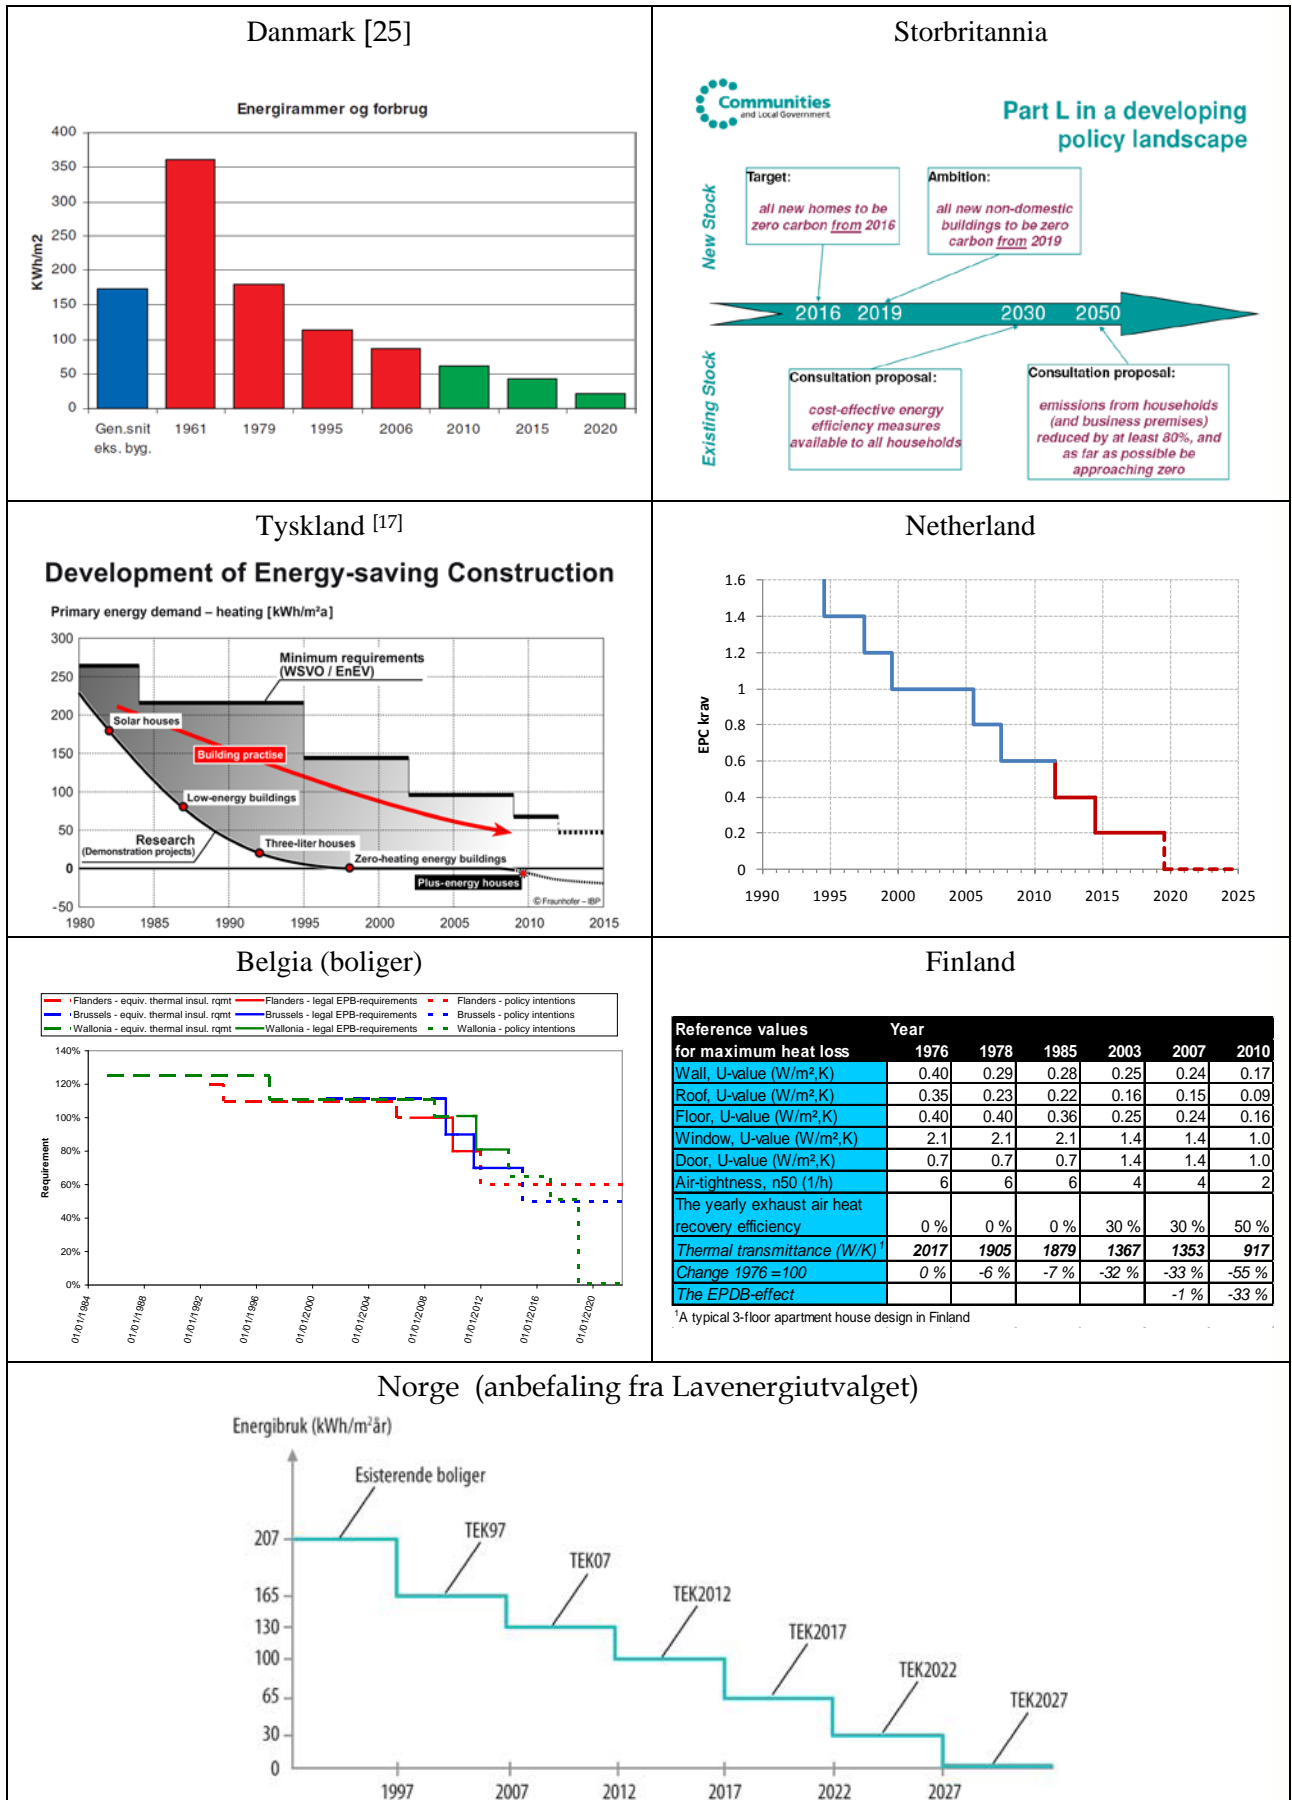 Danmark [25]
Energirammer og forbrug
KWh/m2
400
350
300
250
200
150
100
50
0
Gen.snit
eks. byg.
1961
1979
1995
2006
2010
2015
2020
Storbritannia
Communities
and Local Government
Part L in a developing
policy landscape
New Stock
Existing Stock
Target:
all new homes to be
zero carbon from 2016
Ambition:
all new non-domestic
buildings to be zero
carbon from 2019
2016 2019 2030 2050
Consultation proposal:
cost-effective energy
efficiency measures
available to all households
Consultation proposal:
emissions from households
(and business premises)
reduced by at least 80%, and
as far as possible be
approaching zero
Tyskland [17]
Development of Energy-saving Construction
Primary energy demand – heating [kWh/m²a]
300
250
200
150
100
50
0
-50
Minimum requirements
(WSVO / EnEV)
Solar houses
Building practise
Low-energy buildings
Research
(Demonstration projects)
Three-liter houses
Zero-heating energy buildings
Plus-energy houses
© Fraunhofer – IBP
1980 1985 1990 1995 2000 2005 2010 2015
Netherland
EPC krav
1.6
1.4
1.2
1
0.8
0.6
0.4
0.2
0
1990 1995 2000 2005 2010 2015 2020 2025
Belgia (boliger)
Flanders - equiv. thermal insul. rqmt Flanders - legal EPB-requirements Flanders - policy intentions
Brussels - equiv. thermal insul. rqmt Brussels - legal EPB-requirements Brussels - policy intentions
Wallonia - equiv. thermal insul. rqmt Wallonia - legal EPB-requirements Wallonia - policy intentions
Requirement
140%
120%
100%
80%
60%
40%
20%
0%
01/01/1984
01/01/1988
01/01/1992
01/01/1996
01/01/2000
01/01/2004
01/01/2008
01/01/2012
01/01/2016
01/01/2020
Finland
Reference values Year
for maximum heat loss 1976 1978 1985 2003 2007 2010
Wall, U-value (W/m²,K) 0.40 0.29 0.28 0.25 0.24 0.17
Roof, U-value (W/m²,K) 0.35 0.23 0.22 0.16 0.15 0.09
Floor, U-value (W/m²,K) 0.40 0.40 0.36 0.25 0.24 0.16
Window, U-value (W/m²,K) 2.1 2.1 2.1 1.4 1.4 1.0
Door, U-value (W/m²,K) 0.7 0.7 0.7 1.4 1.4 1.0
Air-tightness, n50 (1/h) 6 6 6 4 4 2
The yearly exhaust air heat
recovery efficiency 0 % 0 % 0 % 30 % 30 % 50 %
Thermal transmittance (W/K)¹ 2017 1905 1879 1367 1353 917
Change 1976 =100 0 % -6 % -7 % -32 % -33 % -55 %
The EPDB-effect -1 % -33 %
¹A typical 3-floor apartment house design in Finland
Norge (anbefaling fra Lavenergiutvalget)
Energibruk (kWh/m²år)
Esisterende boliger
TEK97
TEK07
TEK2012
TEK2017
TEK2022
TEK2027
207
165
130
100
65
30
0
1997 2007 2012 2017 2022 2027